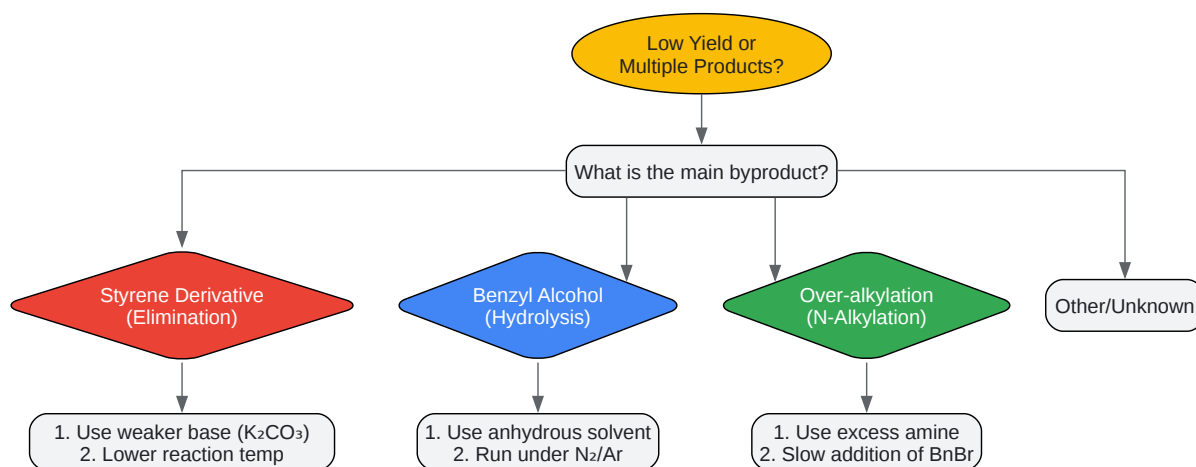 Low Yield or
Multiple Products?
What is the main byproduct?
Styrene Derivative
(Elimination)
Benzyl Alcohol
(Hydrolysis)
Over-alkylation
(N-Alkylation)
Other/Unknown
1. Use weaker base (K₂CO₃)
2. Lower reaction temp
1. Use anhydrous solvent
2. Run under N₂/Ar
1. Use excess amine
2. Slow addition of BnBr